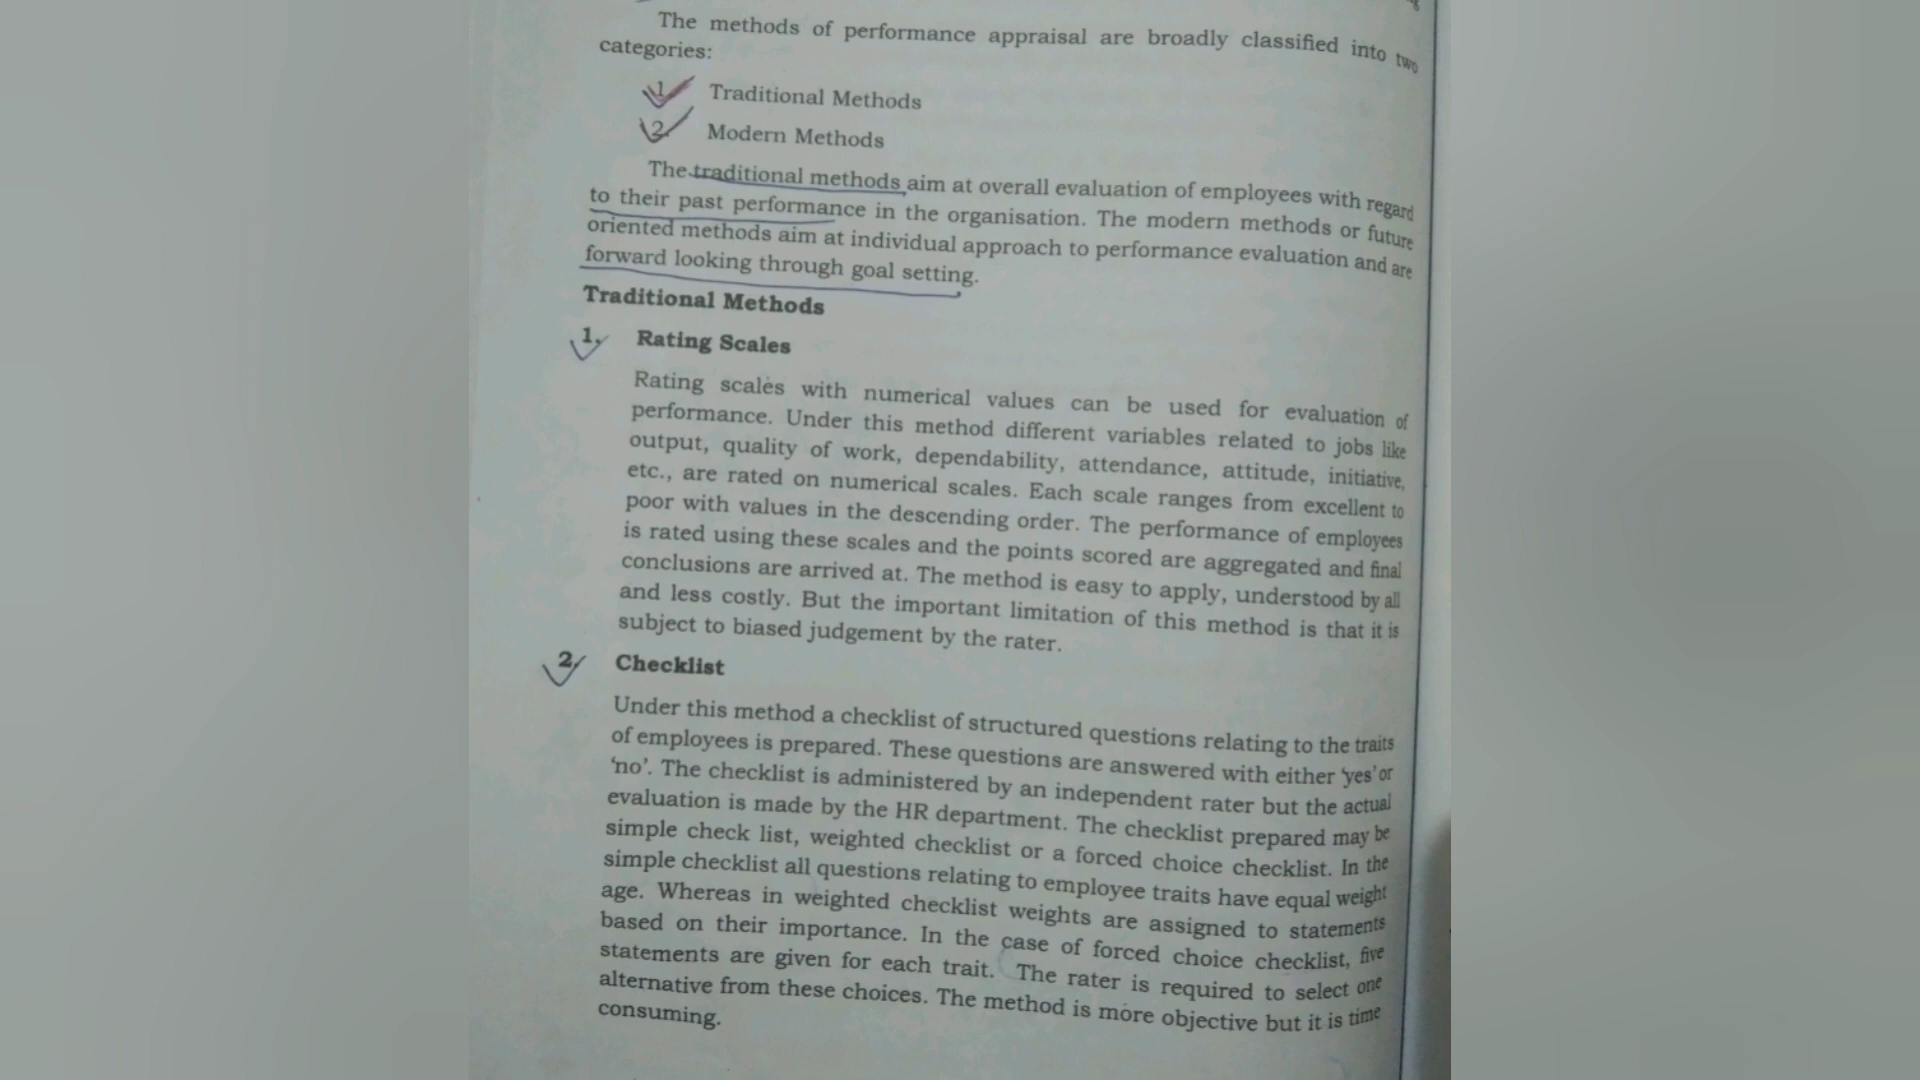 The methods of performance appraisal are broadly classified into two
categories:
1. Traditional Methods
2. Modern Methods
The traditional methods aim at overall evaluation of employees with regard
to their past performance in the organisation. The modern methods or future
oriented methods aim at individual approach to performance evaluation and are
forward looking through goal setting.
Traditional Methods
1. Rating Scales
Rating scales with numerical values can be used for evaluation of
performance. Under this method different variables related to jobs like
output, quality of work, dependability, attendance, attitude, initiative,
etc., are rated on numerical scales. Each scale ranges from excellent to
poor with values in the descending order. The performance of employees
is rated using these scales and the points scored are aggregated and final
conclusions are arrived at. The method is easy to apply, understood by all
and less costly. But the important limitation of this method is that it is
subject to biased judgement by the rater.
2. Checklist
Under this method a checklist of structured questions relating to the traits
of employees is prepared. These questions are answered with either ‘yes’ or
‘no’. The checklist is administered by an independent rater but the actual
evaluation is made by the HR department. The checklist prepared may be
simple check list, weighted checklist or a forced choice checklist. In the
simple checklist all questions relating to employee traits have equal weight
age. Whereas in weighted checklist weights are assigned to statements
based on their importance. In the case of forced choice checklist, five
statements are given for each trait. The rater is required to select one
alternative from these choices. The method is more objective but it is time
consuming.